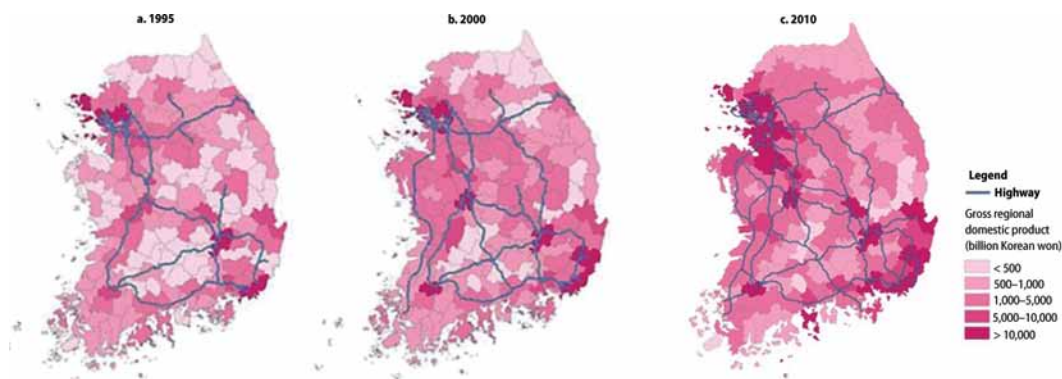 a. 1995
b. 2000
c. 2010
Legend
Highway
Gross regional
domestic product
(billion Korean won)
< 500
500–1,000
1,000–5,000
5,000–10,000
> 10,000